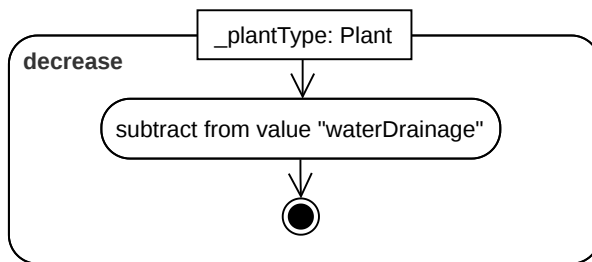 _plantType: Plant
decrease
subtract from value "waterDrainage"